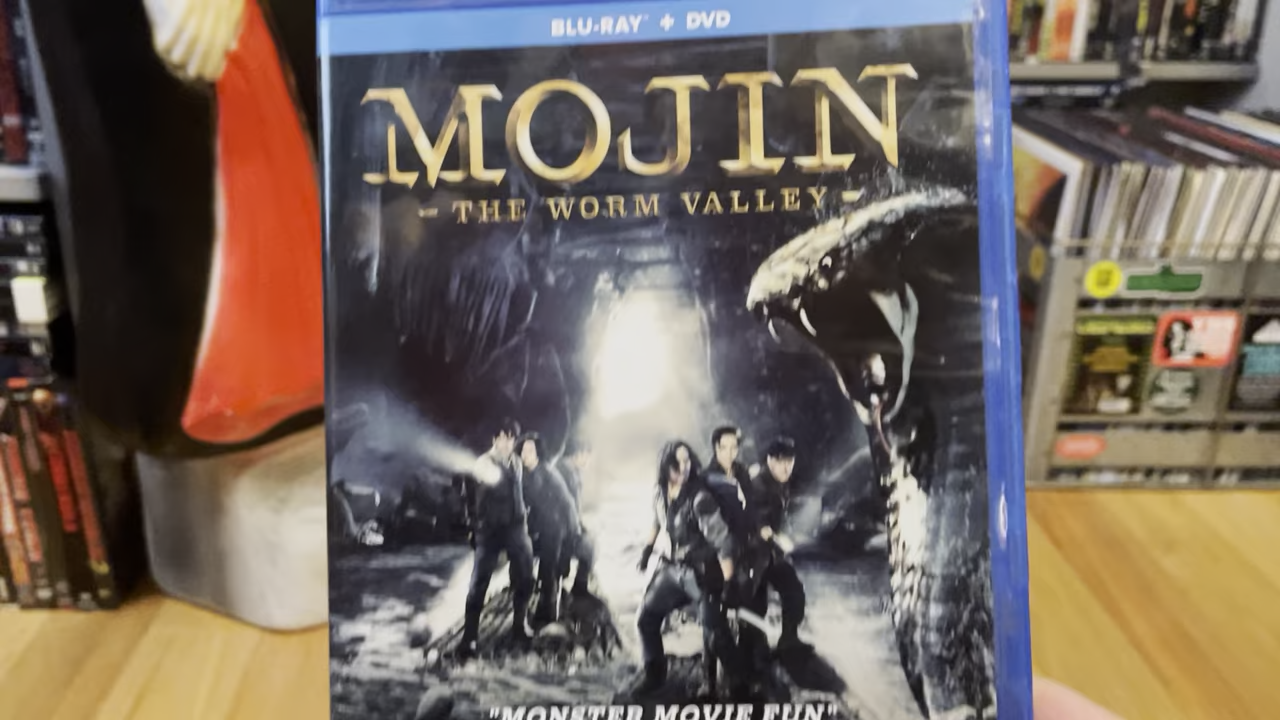 BLU-RAY + DVD
MOJIN
- THE WORM VALLEY -
"MONSTER MOVIE FUN"